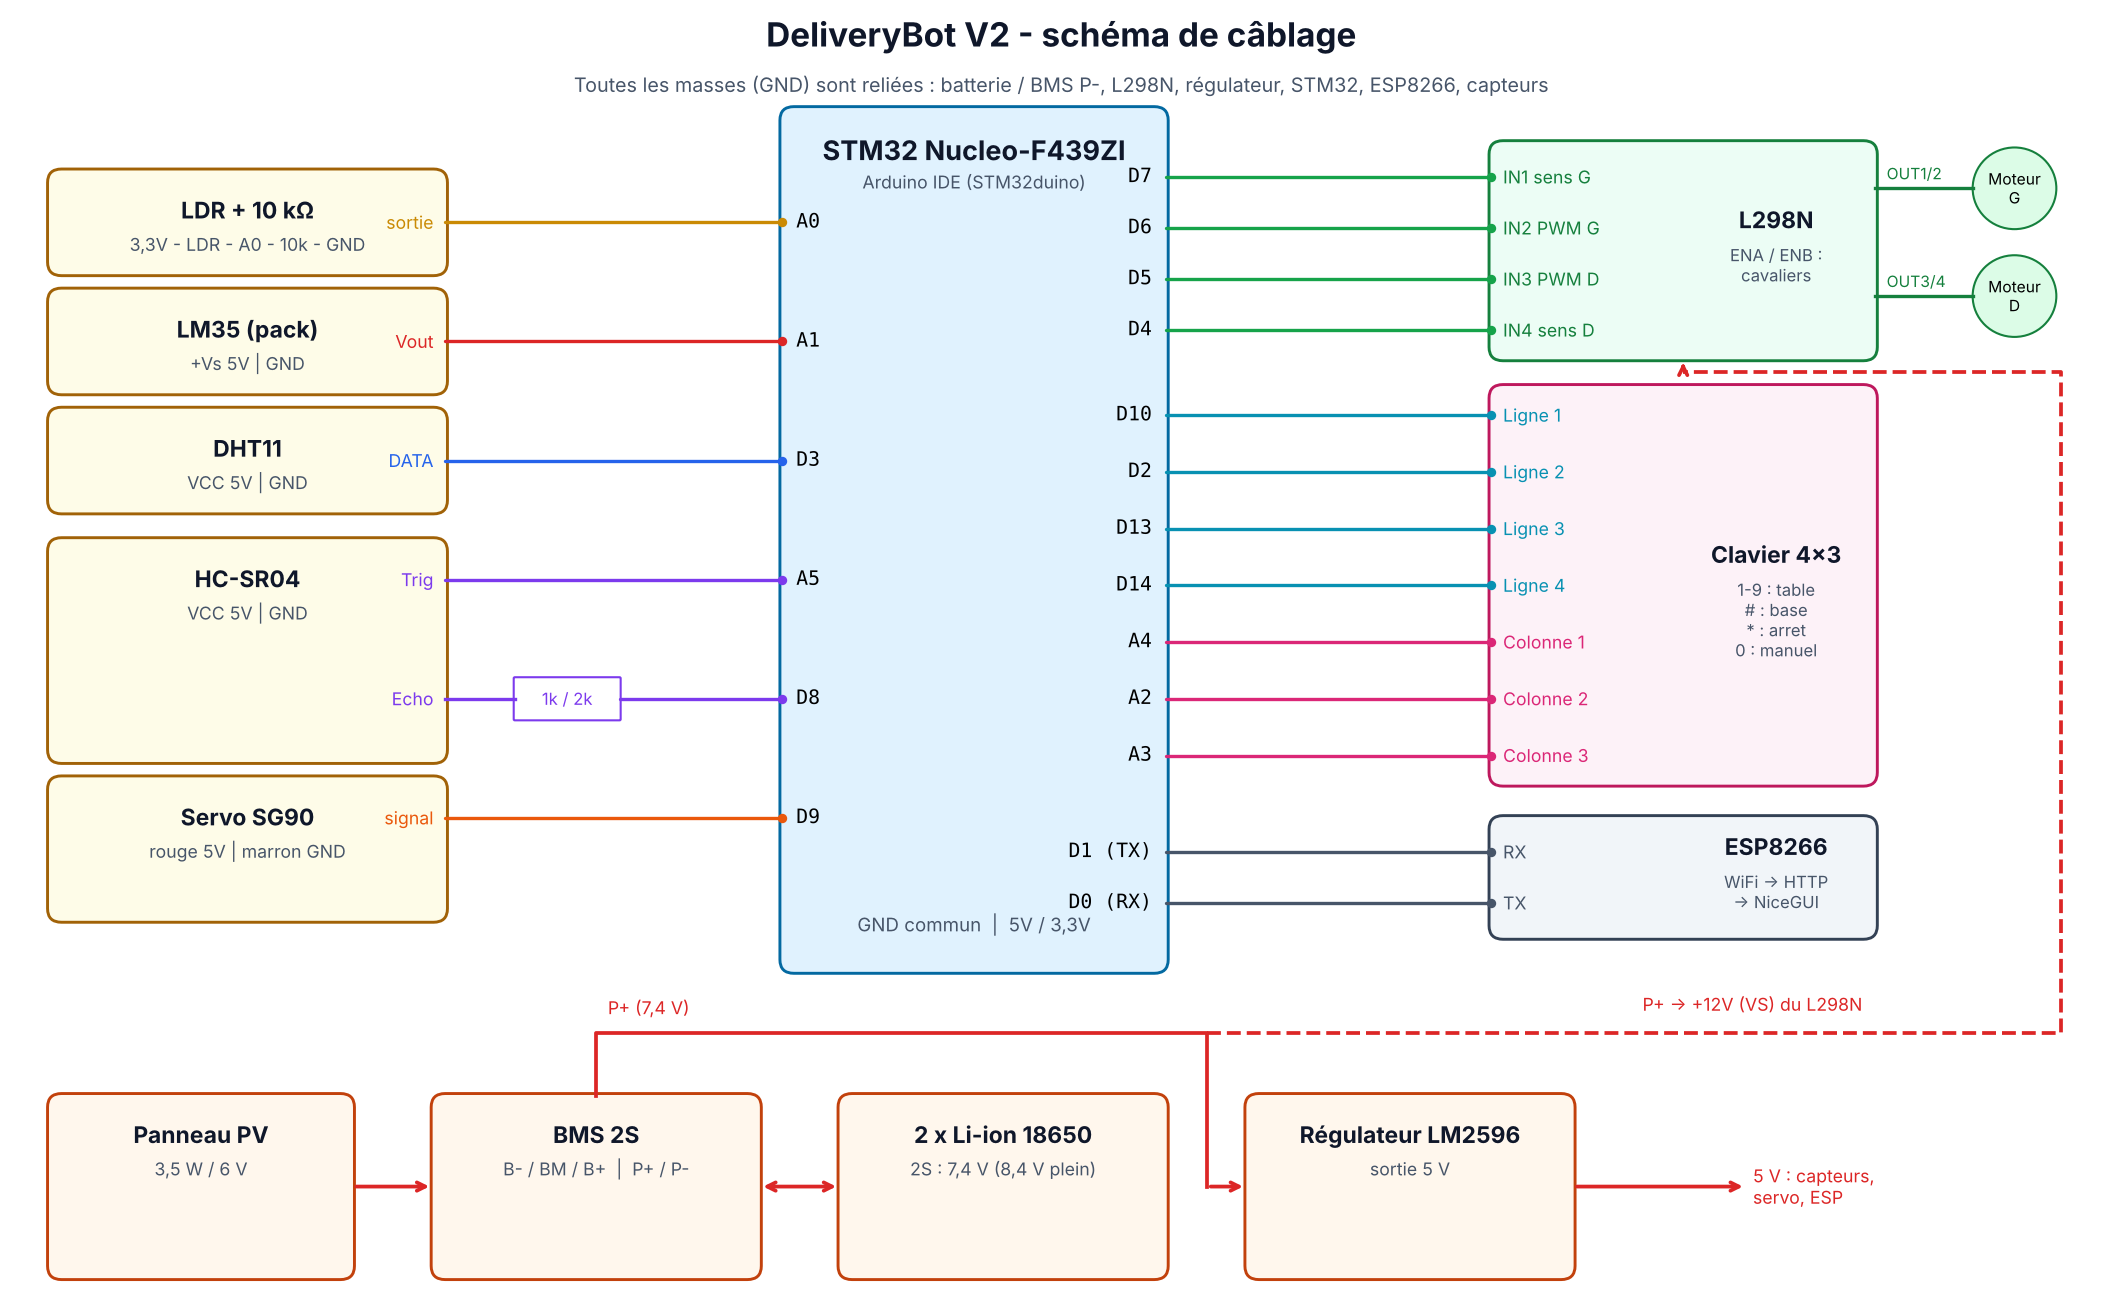 DeliveryBot V2 - schéma de câblage
Toutes les masses (GND) sont reliées : batterie / BMS P-, L298N, régulateur, STM32, ESP8266, capteurs
LDR + 10 kΩ
3,3V - LDR - A0 - 10k - GND
sortie
LM35 (pack)
+Vs 5V | GND
Vout
DHT11
VCC 5V | GND
DATA
HC-SR04
VCC 5V | GND
Trig
Echo
1k / 2k
Servo SG90
rouge 5V | marron GND
signal
STM32 Nucleo-F439ZI
Arduino IDE (STM32duino)
A0
A1
D3
A5
D8
D9
D7
D6
D5
D4
D10
D2
D13
D14
A4
A2
A3
D1 (TX)
D0 (RX)
GND commun | 5V / 3,3V
IN1 sens G
IN2 PWM G
IN3 PWM D
IN4 sens D
L298N
ENA / ENB :
cavaliers
OUT1/2
OUT3/4
Moteur
G
Moteur
D
Ligne 1
Ligne 2
Ligne 3
Ligne 4
Colonne 1
Colonne 2
Colonne 3
Clavier 4×3
1-9 : table
# : base
* : arret
0 : manuel
RX
TX
ESP8266
WiFi → HTTP
→ NiceGUI
P+ (7,4 V)
P+ → +12V (VS) du L298N
Panneau PV
3,5 W / 6 V
BMS 2S
B- / BM / B+ | P+ / P-
2 x Li-ion 18650
2S : 7,4 V (8,4 V plein)
Régulateur LM2596
sortie 5 V
5 V : capteurs,
servo, ESP